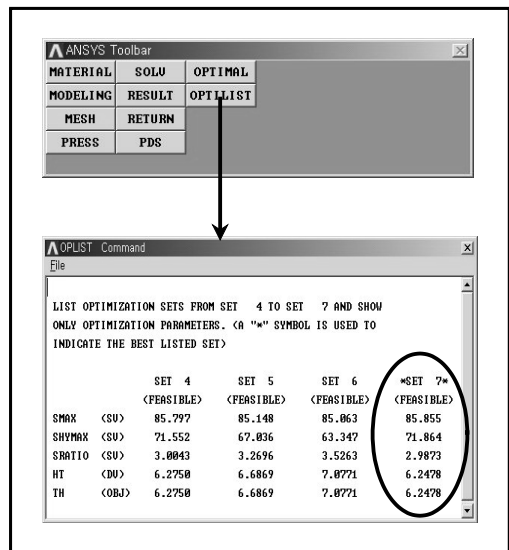 ANSYS Toolbar
MATERIAL SOLU OPTIMAL
MODELING RESULT OPTILIST
MESH RETURN
PRESS PDS
OPLIST Command
File
LIST OPTIMIZATION SETS FROM SET 4 TO SET 7 AND SHOW
ONLY OPTIMIZATION PARAMETERS. (A "*" SYMBOL IS USED TO
INDICATE THE BEST LISTED SET)
SET 4 SET 5 SET 6 *SET 7*
(FEASIBLE) (FEASIBLE) (FEASIBLE) (FEASIBLE)
SMAX (SV) 85.797 85.148 85.063 85.855
SHYMAX (SV) 71.552 67.036 63.347 71.864
SRATIO (SV) 3.0043 3.2696 3.5263 2.9873
HT (DV) 6.2750 6.6869 7.0771 6.2478
TH (OBJ) 6.2750 6.6869 7.0771 6.2478